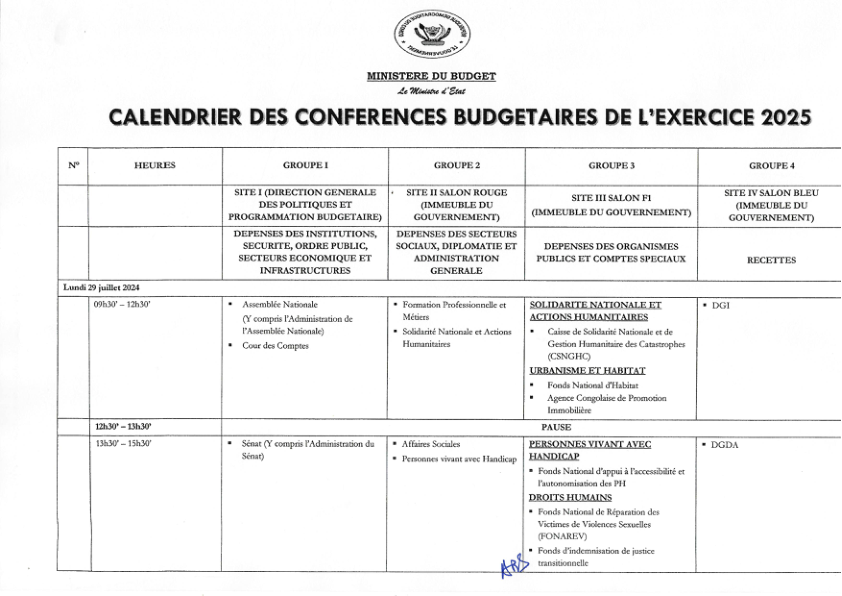 MINISTERE DU BUDGET
Le Ministre d'Etat
CALENDRIER DES CONFERENCES BUDGETAIRES DE L'EXERCICE 2025
N° HEURES GROUPE I GROUPE 2 GROUPE 3 GROUPE 4
SITE I (DIRECTION GENERALE
DES POLITIQUES ET
PROGRAMMATION BUDGETAIRE)
SITE II SALON ROUGE
(IMMEUBLE DU
GOUVERNEMENT)
SITE III SALON F1
(IMMEUBLE DU GOUVERNEMENT)
SITE IV SALON BLEU
(IMMEUBLE DU
GOUVERNEMENT)
DEPENSES DES INSTITUTIONS,
SECURITE, ORDRE PUBLIC,
SECTEURS ECONOMIQUE ET
INFRASTRUCTURES
DEPENSES DES SECTEURS
SOCIAUX, DIPLOMATIE ET
ADMINISTRATION
GENERALE
DEPENSES DES ORGANISMES
PUBLICS ET COMPTES SPECIAUX
RECETTES
Lundi 29 juillet 2024
09h30' – 12h30'
▪ Assemblée Nationale
(Y compris l'Administration de
l'Assemblée Nationale)
▪ Cour des Comptes
▪ Formation Professionnelle et
Métiers
▪ Solidarité Nationale et Actions
Humanitaires
SOLIDARITE NATIONALE ET
ACTIONS HUMANITAIRES
▪ Caisse de Solidarité Nationale et de
Gestion Humanitaire des Catastrophes
(CSNGHC)
URBANISME ET HABITAT
▪ Fonds National d'Habitat
▪ Agence Congolaise de Promotion
Immobilière
▪ DGI
12h30' – 13h30' PAUSE
13h30' – 15h30'
▪ Sénat (Y compris l'Administration du
Sénat)
▪ Affaires Sociales
▪ Personnes vivant avec Handicap
PERSONNES VIVANT AVEC
HANDICAP
▪ Fonds National d'appui à l'accessibilité et
l'autonomisation des PH
DROITS HUMAINS
▪ Fonds National de Réparation des
Victimes de Violences Sexuelles
(FONAREV)
▪ Fonds d'indemnisation de justice
transitionnelle
▪ DGDA